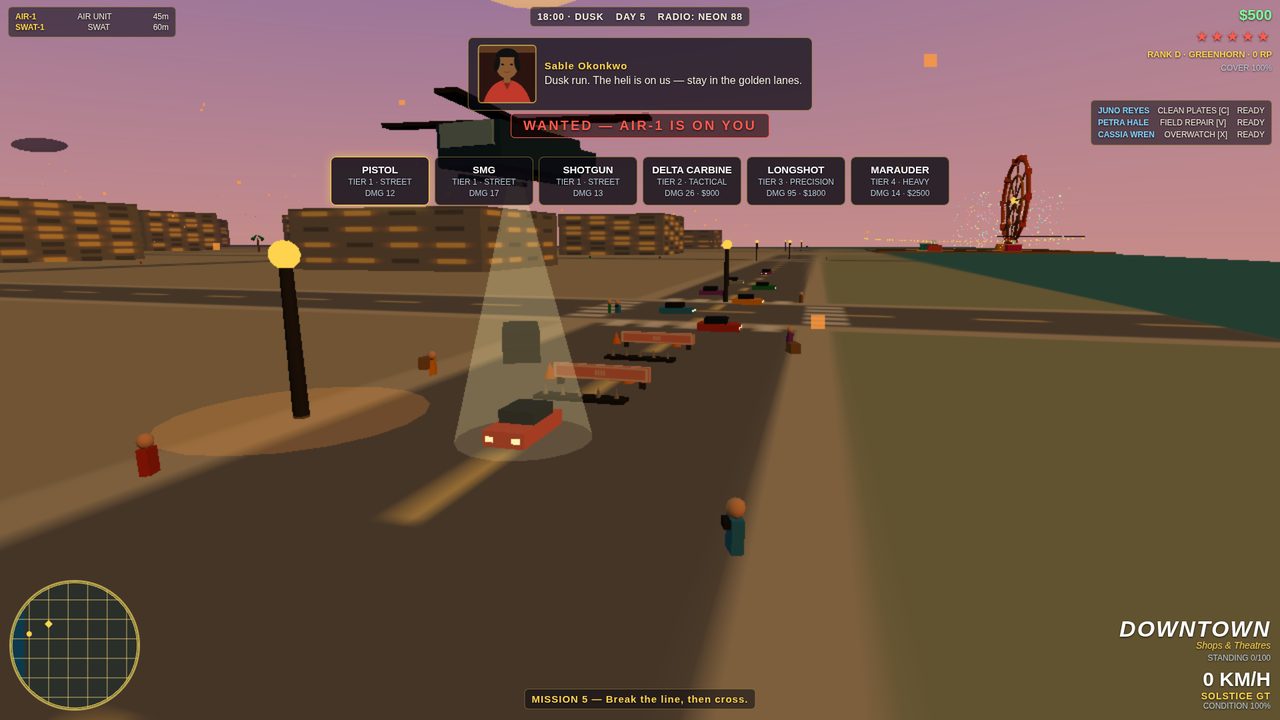 AIR-1 AIR UNIT 45m
SWAT-1 SWAT 60m
18:00 · DUSK DAY 5 RADIO: NEON 88
$500
★ ★ ★ ★ ★
RANK D · GREENHORN · 0 RP
COVER 100%
Sable Okonkwo
Dusk run. The heli is on us — stay in the golden lanes.
WANTED — AIR-1 IS ON YOU
JUNO REYES CLEAN PLATES [C] READY
PETRA HALE FIELD REPAIR [V] READY
CASSIA WREN OVERWATCH [X] READY
PISTOL
TIER 1 · STREET
DMG 12
SMG
TIER 1 · STREET
DMG 17
SHOTGUN
TIER 1 · STREET
DMG 13
DELTA CARBINE
TIER 2 · TACTICAL
DMG 26 · $900
LONGSHOT
TIER 3 · PRECISION
DMG 95 · $1800
MARAUDER
TIER 4 · HEAVY
DMG 14 · $2500
DOWNTOWN
Shops & Theatres
STANDING 0/100
0 KM/H
SOLSTICE GT
CONDITION 100%
MISSION 5 — Break the line, then cross.